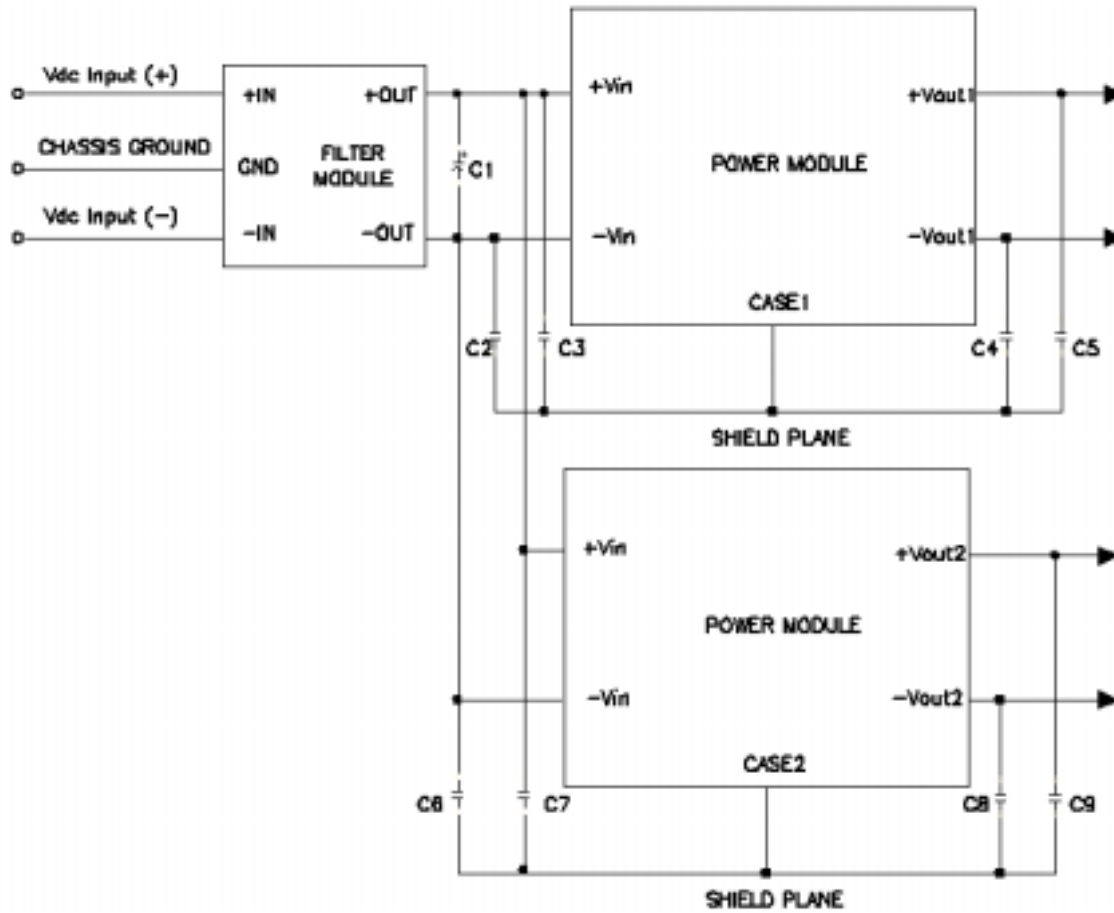 Vdc Input (+)
CHASSIS GROUND
Vdc Input (-)
+IN
+OUT
GND
FILTER
MODULE
-IN
-OUT
C1
+Vin
+Vout1
POWER MODULE
-Vin
-Vout1
CASE1
C2
C3
C4
C5
SHIELD PLANE
+Vin
+Vout2
POWER MODULE
-Vin
-Vout2
CASE2
C6
C7
C8
C9
SHIELD PLANE